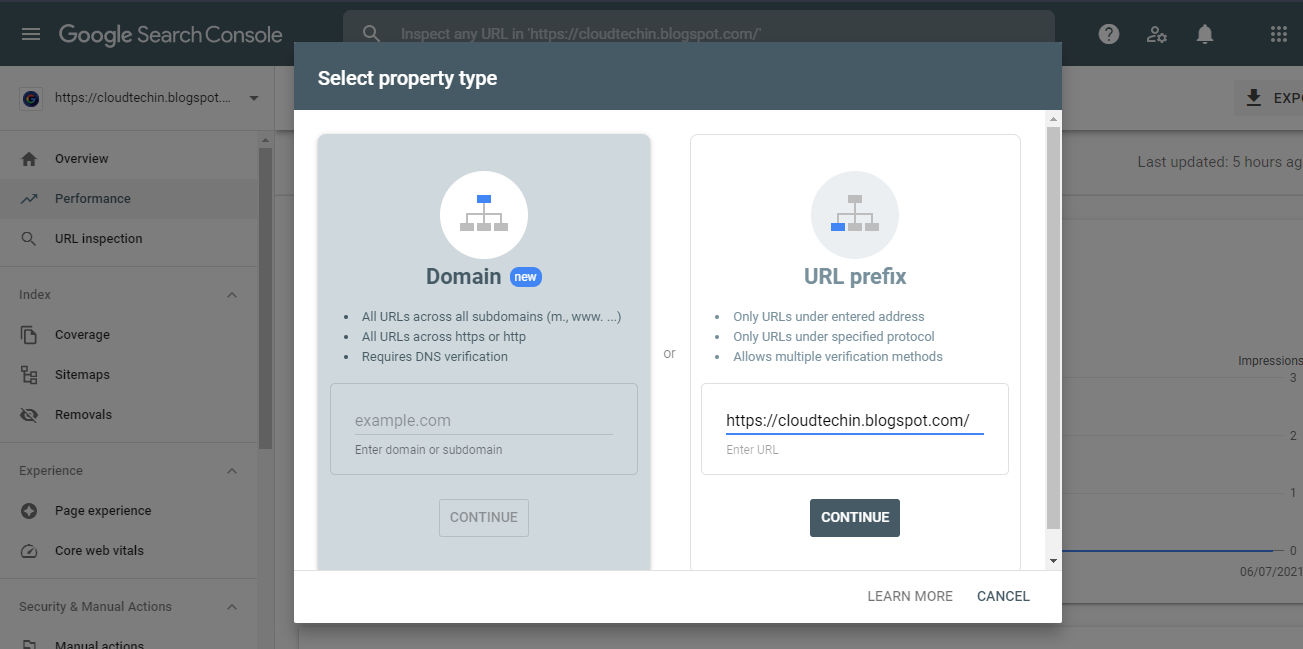 Google Search Console
Inspect any URL in 'https://cloudtechin.blogspot.com/'
https://cloudtechin.blogspot....
Overview
Performance
URL inspection
Index
Coverage
Sitemaps
Removals
Experience
Page experience
Core web vitals
Security & Manual Actions
Manual actions
Select property type
Domain new
All URLs across all subdomains (m., www. ...)
All URLs across https or http
Requires DNS verification
example.com
Enter domain or subdomain
CONTINUE
or
URL prefix
Only URLs under entered address
Only URLs under specified protocol
Allows multiple verification methods
https://cloudtechin.blogspot.com/
Enter URL
CONTINUE
LEARN MORE
CANCEL
EXPO
Last updated: 5 hours ag
Impressions
3
2
1
0
06/07/2021